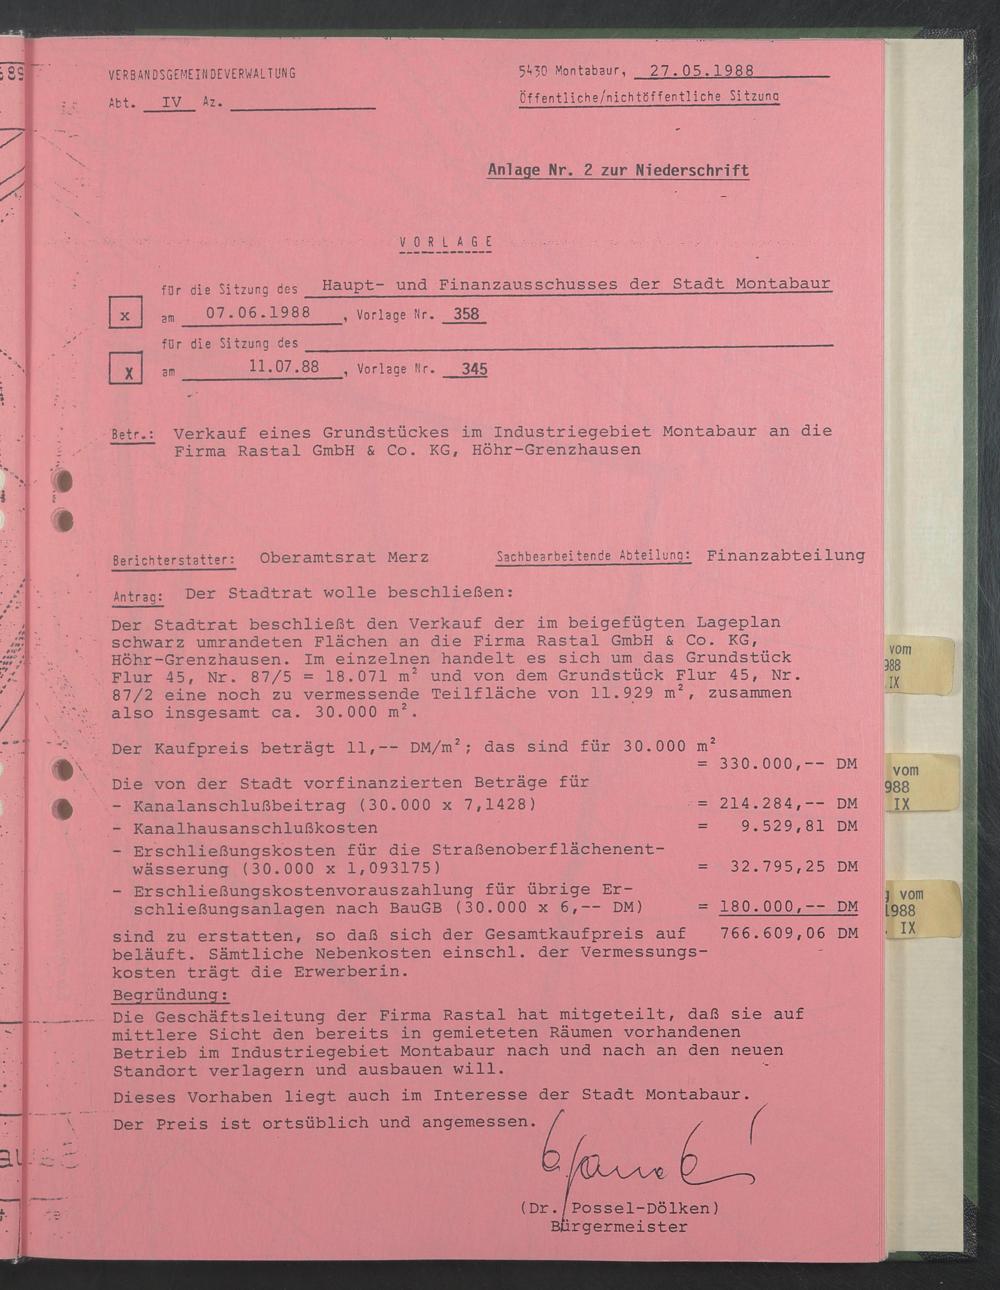 VERBANDSGEMEINDEVERWALTUNG
Abt. IV Az.
5430 Montabaur, 27.05.1988
Öffentliche/nichtöffentliche Sitzung
Anlage Nr. 2 zur Niederschrift
VORLAGE
für die Sitzung des Haupt- und Finanzausschusses der Stadt Montabaur
x am 07.06.1988, Vorlage Nr. 358
für die Sitzung des
X am 11.07.88, Vorlage Nr. 345
Betr.: Verkauf eines Grundstückes im Industriegebiet Montabaur an die
Firma Rastal GmbH & Co. KG, Höhr-Grenzhausen
Berichterstatter: Oberamtsrat Merz Sachbearbeitende Abteilung: Finanzabteilung
Antrag: Der Stadtrat wolle beschließen:
Der Stadtrat beschließt den Verkauf der im beigefügten Lageplan
schwarz umrandeten Flächen an die Firma Rastal GmbH & Co. KG,
Höhr-Grenzhausen. Im einzelnen handelt es sich um das Grundstück
Flur 45, Nr. 87/5 = 18.071 m² und von dem Grundstück Flur 45, Nr.
87/2 eine noch zu vermessende Teilfläche von 11.929 m², zusammen
also insgesamt ca. 30.000 m².
Der Kaufpreis beträgt 11,-- DM/m²; das sind für 30.000 m²
= 330.000,-- DM
Die von der Stadt vorfinanzierten Beträge für
- Kanalanschlußbeitrag (30.000 x 7,1428) = 214.284,-- DM
- Kanalhausanschlußkosten = 9.529,81 DM
- Erschließungskosten für die Straßenoberflächenent-
wässerung (30.000 x 1,093175) = 32.795,25 DM
- Erschließungskostenvorauszahlung für übrige Er-
schließungsanlagen nach BauGB (30.000 x 6,-- DM) = 180.000,-- DM
sind zu erstatten, so daß sich der Gesamtkaufpreis auf 766.609,06 DM
beläuft. Sämtliche Nebenkosten einschl. der Vermessungs-
kosten trägt die Erwerberin.
Begründung:
Die Geschäftsleitung der Firma Rastal hat mitgeteilt, daß sie auf
mittlere Sicht den bereits in gemieteten Räumen vorhandenen
Betrieb im Industriegebiet Montabaur nach und nach an den neuen
Standort verlagern und ausbauen will.
Dieses Vorhaben liegt auch im Interesse der Stadt Montabaur.
Der Preis ist ortsüblich und angemessen.
(Dr. Possel-Dölken)
Bürgermeister
vom
988
IX
vom
988
IX
g vom
1988
. IX